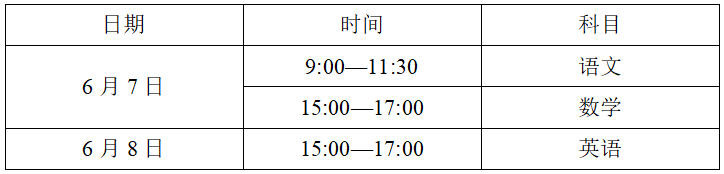 日期 时间 科目
6月7日 9:00—11:30 语文
15:00—17:00 数学
6月8日 15:00—17:00 英语